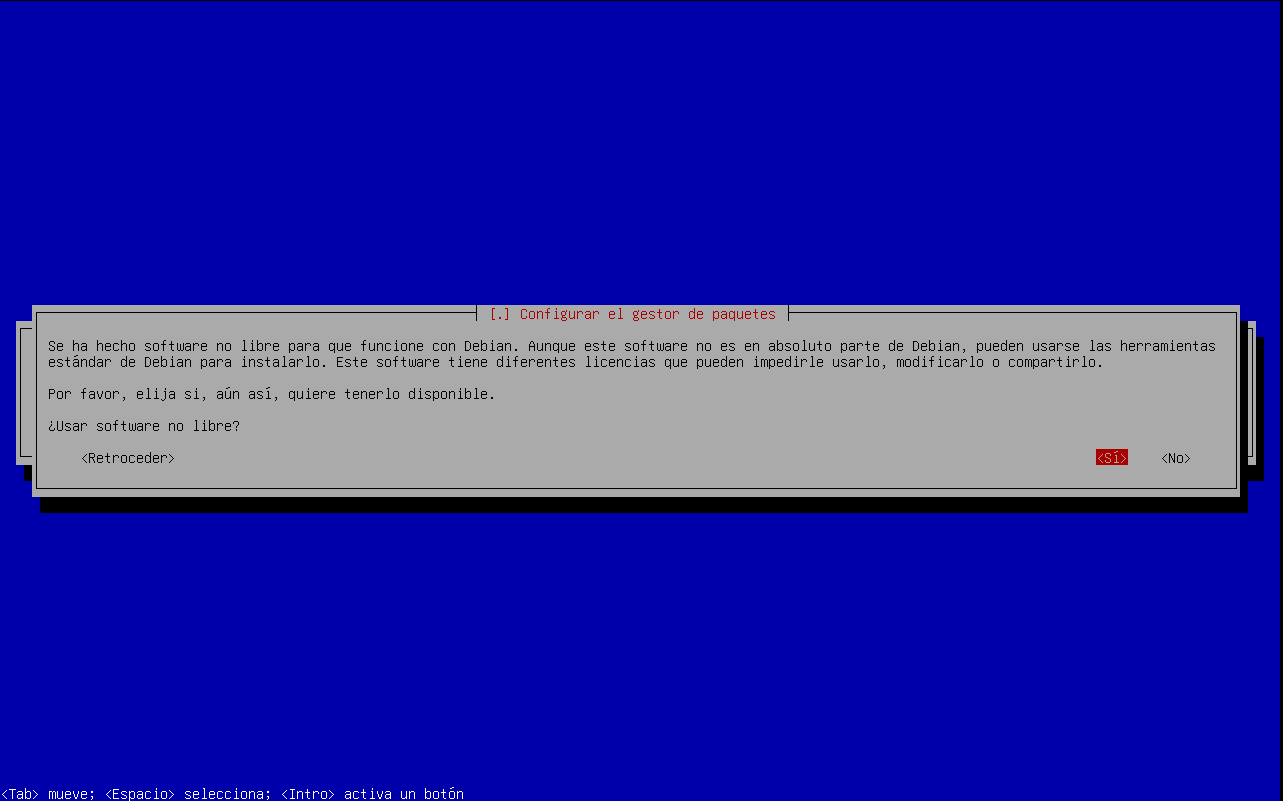 [.] Configurar el gestor de paquetes
Se ha hecho software no libre para que funcione con Debian. Aunque este software no es en absoluto parte de Debian, pueden usarse las herramientas
estándar de Debian para instalarlo. Este software tiene diferentes licencias que pueden impedirle usarlo, modificarlo o compartirlo.
Por favor, elija si, aún así, quiere tenerlo disponible.
¿Usar software no libre?
<Retroceder> <Sí> <No>
<Tab> mueve; <Espacio> selecciona; <Intro> activa un botón